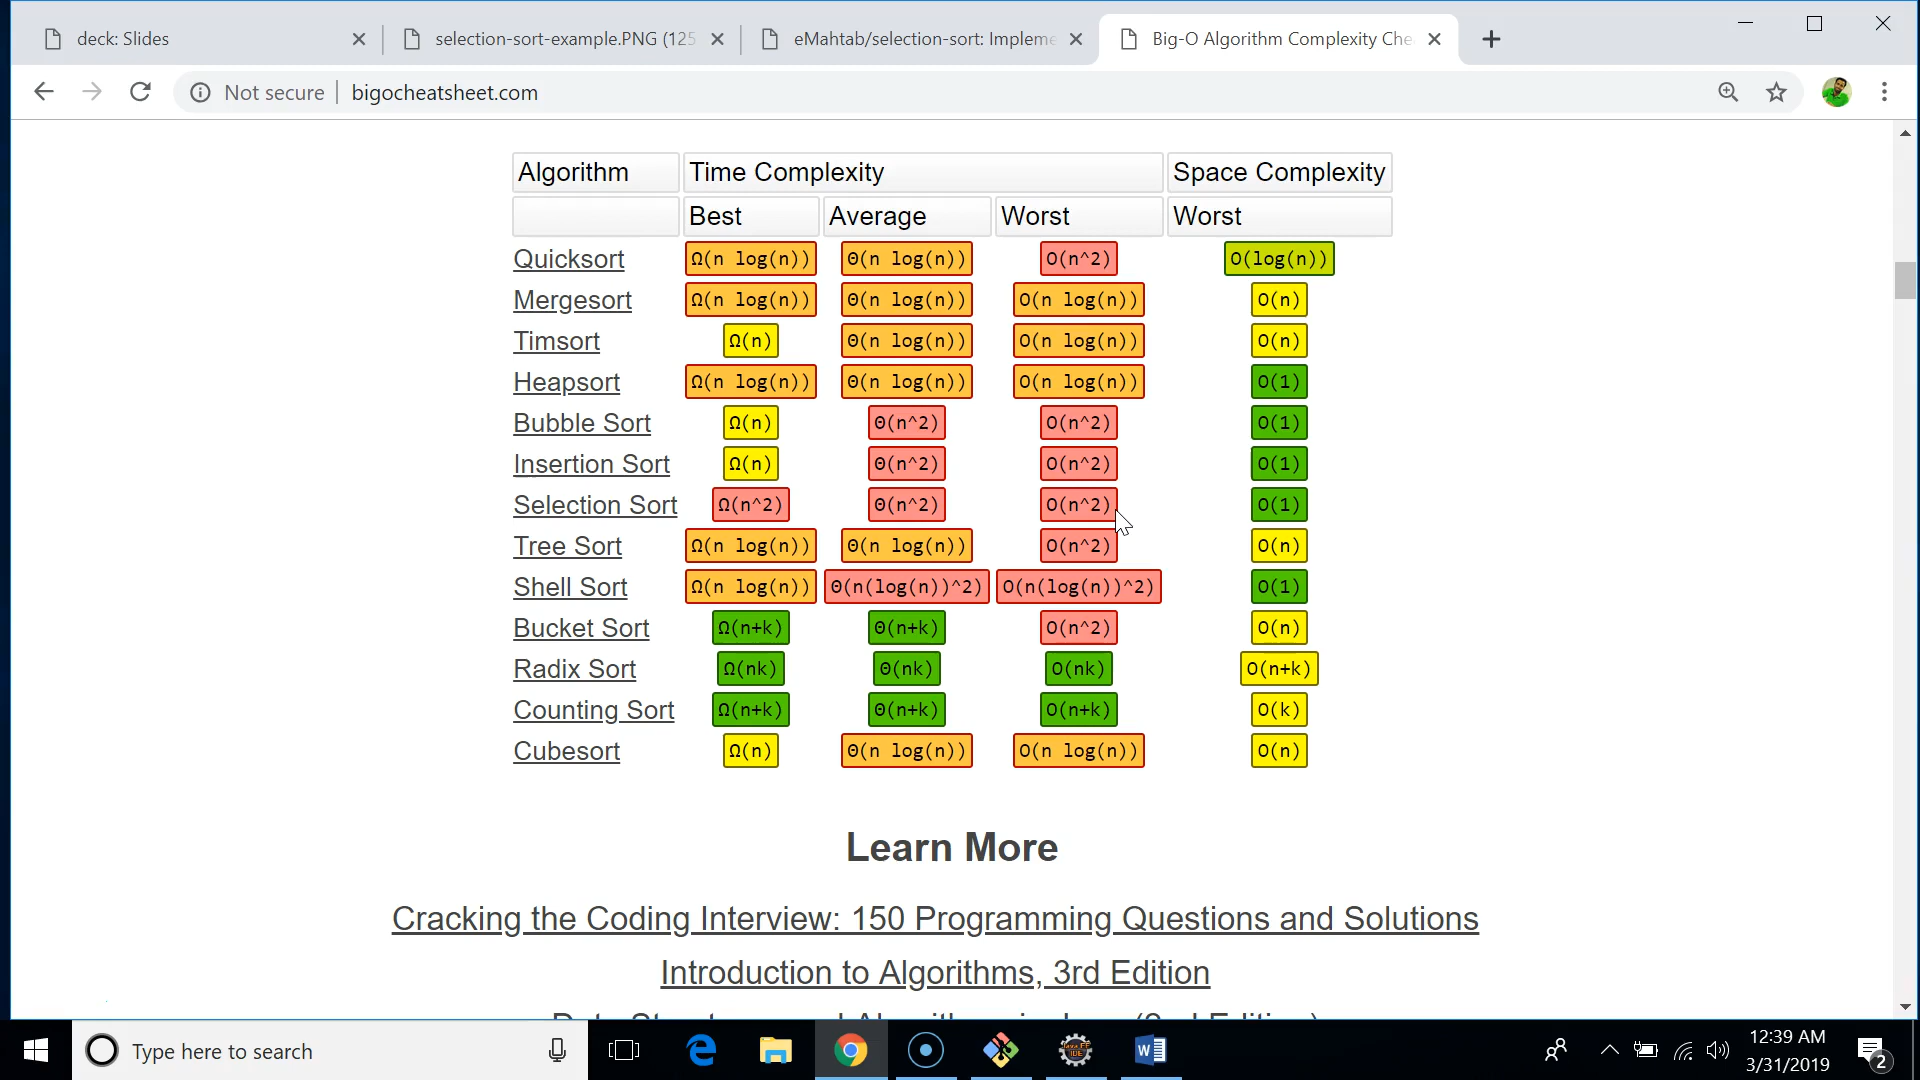 deck: Slides
selection-sort-example.PNG (125
eMahtab/selection-sort: Impleme
Big-O Algorithm Complexity Che
Not secure | bigocheatsheet.com
Algorithm Time Complexity Space Complexity
Best Average Worst Worst
Quicksort Ω(n log(n)) Θ(n log(n)) O(n^2) O(log(n))
Mergesort Ω(n log(n)) Θ(n log(n)) O(n log(n)) O(n)
Timsort Ω(n) Θ(n log(n)) O(n log(n)) O(n)
Heapsort Ω(n log(n)) Θ(n log(n)) O(n log(n)) O(1)
Bubble Sort Ω(n) Θ(n^2) O(n^2) O(1)
Insertion Sort Ω(n) Θ(n^2) O(n^2) O(1)
Selection Sort Ω(n^2) Θ(n^2) O(n^2) O(1)
Tree Sort Ω(n log(n)) Θ(n log(n)) O(n^2) O(n)
Shell Sort Ω(n log(n)) Θ(n(log(n))^2) O(n(log(n))^2) O(1)
Bucket Sort Ω(n+k) Θ(n+k) O(n^2) O(n)
Radix Sort Ω(nk) Θ(nk) O(nk) O(n+k)
Counting Sort Ω(n+k) Θ(n+k) O(n+k) O(k)
Cubesort Ω(n) Θ(n log(n)) O(n log(n)) O(n)
Learn More
Cracking the Coding Interview: 150 Programming Questions and Solutions
Introduction to Algorithms, 3rd Edition
Type here to search
12:39 AM
3/31/2019
2